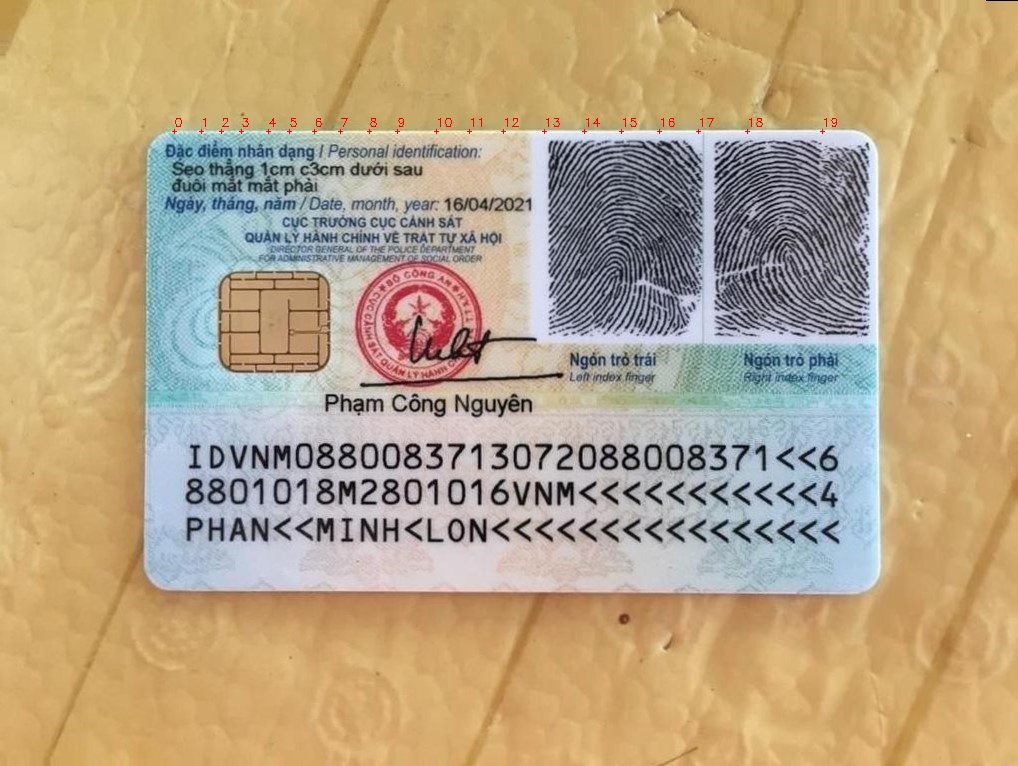 0 1 2 3 4 5 6 7 8 9 10 11 12 13 14 15 16 17 18 19
Đặc điểm nhân dạng / Personal identification:
Sẹo thẳng 1cm c3cm dưới sau
đuôi mắt mắt phải
Ngày, tháng, năm / Date, month, year: 16/04/2021
CỤC TRƯỞNG CỤC CẢNH SÁT
QUẢN LÝ HÀNH CHÍNH VỀ TRẬT TỰ XÃ HỘI
DIRECTOR GENERAL OF THE POLICE DEPARTMENT
FOR ADMINISTRATIVE MANAGEMENT OF SOCIAL ORDER
BỘ CÔNG AN
CỤC CẢNH SÁT QUẢN LÝ HÀNH
Phạm Công Nguyên
Ngón trỏ trái
Left index finger
Ngón trỏ phải
Right index finger
IDVNM0880083713072088008371<<6
8801018M2801016VNM<<<<<<<<<<<4
PHAN<<MINH<LON<<<<<<<<<<<<<<<<